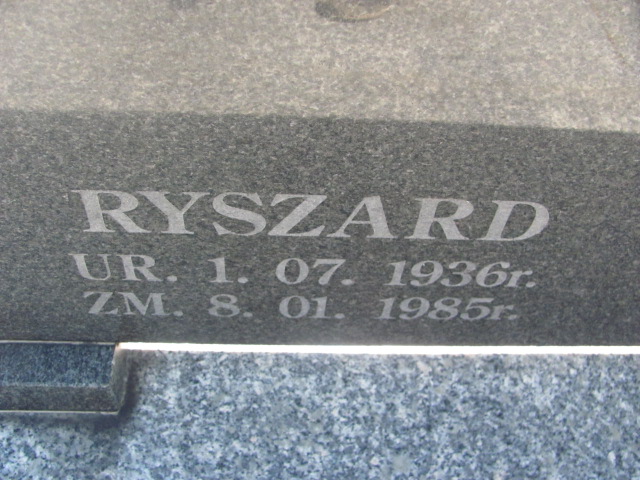 RYSZARD
UR. 1. 07. 1936r.
ZM. 8. 01. 1985r.